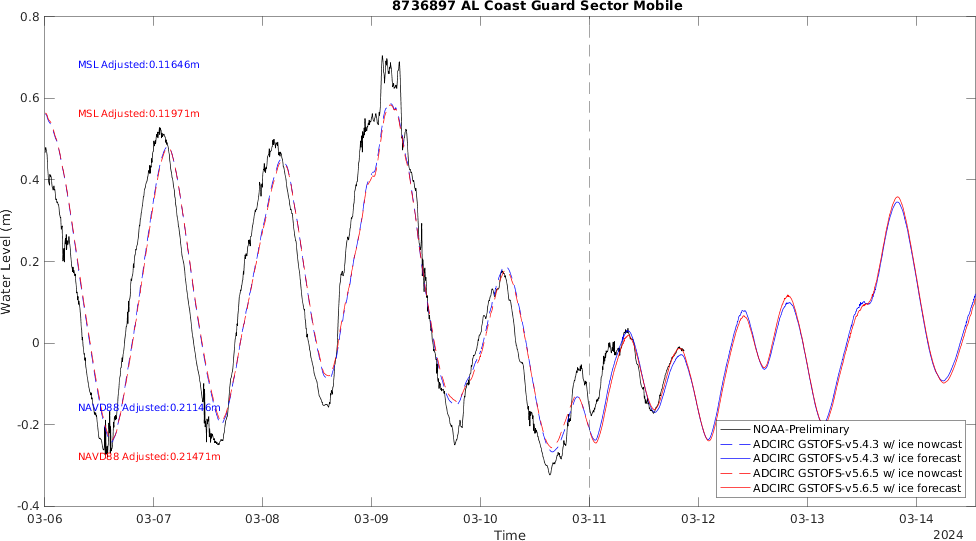 8736897 AL Coast Guard Sector Mobile
0.8
0.6
0.4
0.2
0
-0.2
-0.4
Water Level (m)
MSL Adjusted:0.11646m
MSL Adjusted:0.11971m
NAVD88 Adjusted:0.21146m
NAVD88 Adjusted:0.21471m
NOAA-Preliminary
ADCIRC GSTOFS-v5.4.3 w/ ice nowcast
ADCIRC GSTOFS-v5.4.3 w/ ice forecast
ADCIRC GSTOFS-v5.6.5 w/ ice nowcast
ADCIRC GSTOFS-v5.6.5 w/ ice forecast
03-06 03-07 03-08 03-09 03-10 03-11 03-12 03-13 03-14
Time
2024